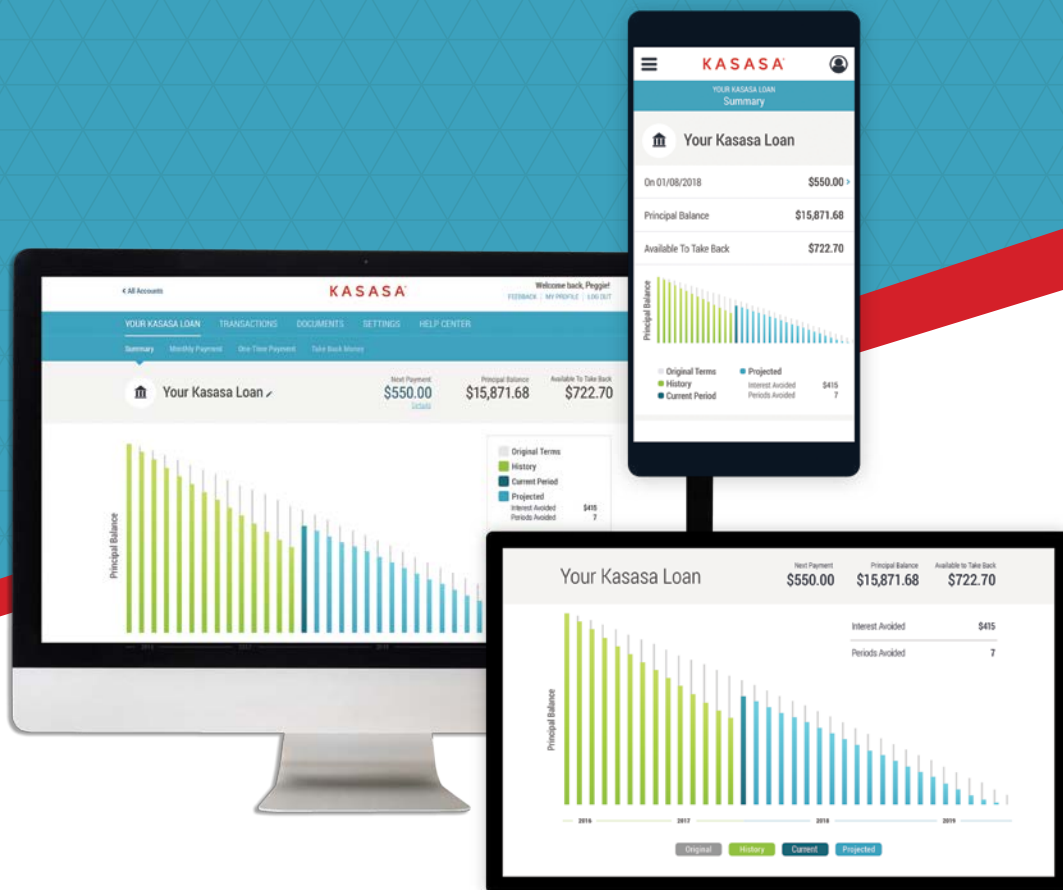 KASASA
YOUR KASASA LOAN
Summary
Your Kasasa Loan
On 01/08/2018 $550.00 >
Principal Balance $15,871.68
Available To Take Back $722.70
Principal Balance
Original Terms
History
Current Period
Projected
Interest Avoided $415
Periods Avoided 7
< All Accounts
KASASA
Welcome back, Peggie!
FEEDBACK | MY PROFILE | LOG OUT
YOUR KASASA LOAN TRANSACTIONS DOCUMENTS SETTINGS HELP CENTER
Summary Monthly Payment One-Time Payment Take Back Money
Your Kasasa Loan
Next Payment
$550.00
Details
Principal Balance
$15,871.68
Available To Take Back
$722.70
Principal Balance
Original Terms
History
Current Period
Projected
Interest Avoided $415
Periods Avoided 7
2016 2017 2018
Your Kasasa Loan
Next Payment
$550.00
Principal Balance
$15,871.68
Available to Take Back
$722.70
Interest Avoided $415
Periods Avoided 7
Principal Balance
2016 2017 2018 2019
Original History Current Projected